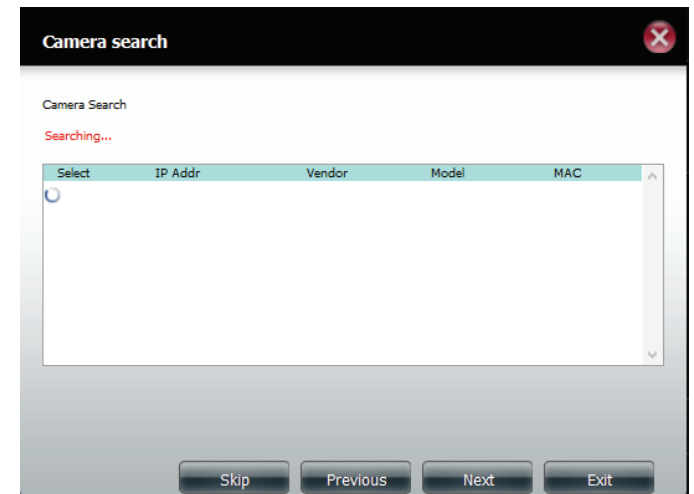 Camera search
Camera Search
Searching...
Select IP Addr Vendor Model MAC
Skip Previous Next Exit